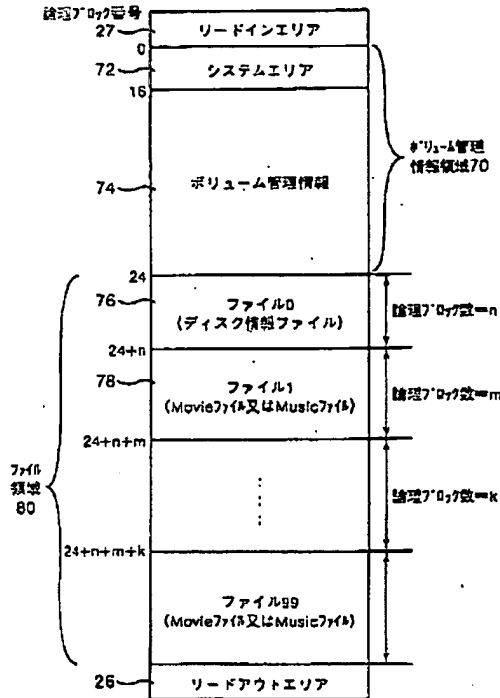 論理ブロック番号
27 リードインエリア
0
72 システムエリア
16
ボリューム管理
情報領域70
74 ボリューム管理情報
24
76 ファイル0
(ディスク情報ファイル)
論理ブロック数=n
24+n
78 ファイル1
(Movieファイル又はMusicファイル)
論理ブロック数=m
24+n+m
ファイル
領域
80
論理ブロック数=k
24+n+m+k
ファイル99
(Movieファイル又はMusicファイル)
26 リードアウトエリア